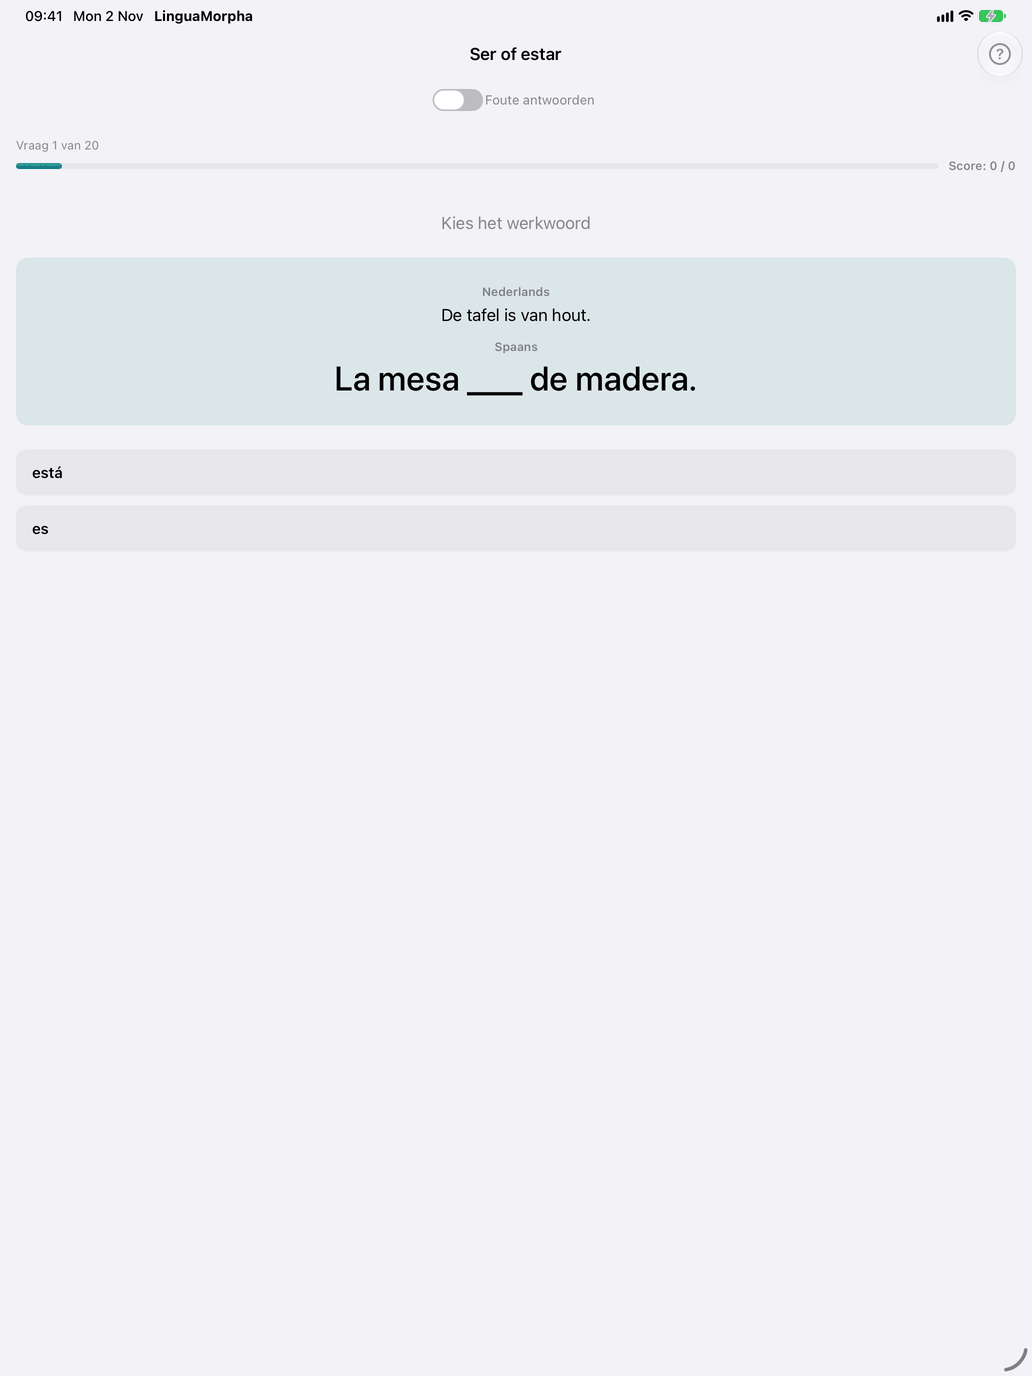 09:41 Mon 2 Nov LinguaMorpha
Ser of estar
?
Foute antwoorden
Vraag 1 van 20
Score: 0 / 0
Kies het werkwoord
Nederlands
De tafel is van hout.
Spaans
La mesa ____ de madera.
está
es